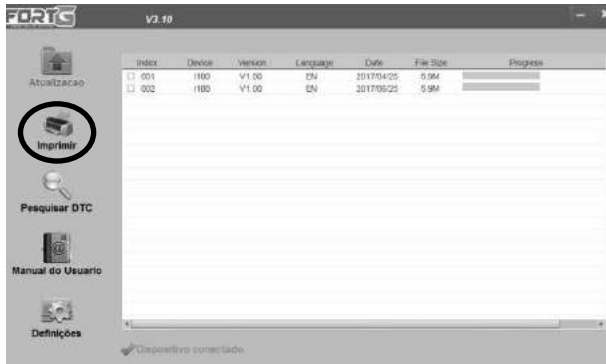 FORTG
V3.10
Atualizacao
Imprimir
Pesquisar DTC
Manual do Usuario
Definições
Index Device Version Language Date File Size Progress
001 I100 V1.00 EN 2017/04/25 5.9M
002 I100 V1.00 EN 2017/06/25 5.9M
Dispositivo conectado.